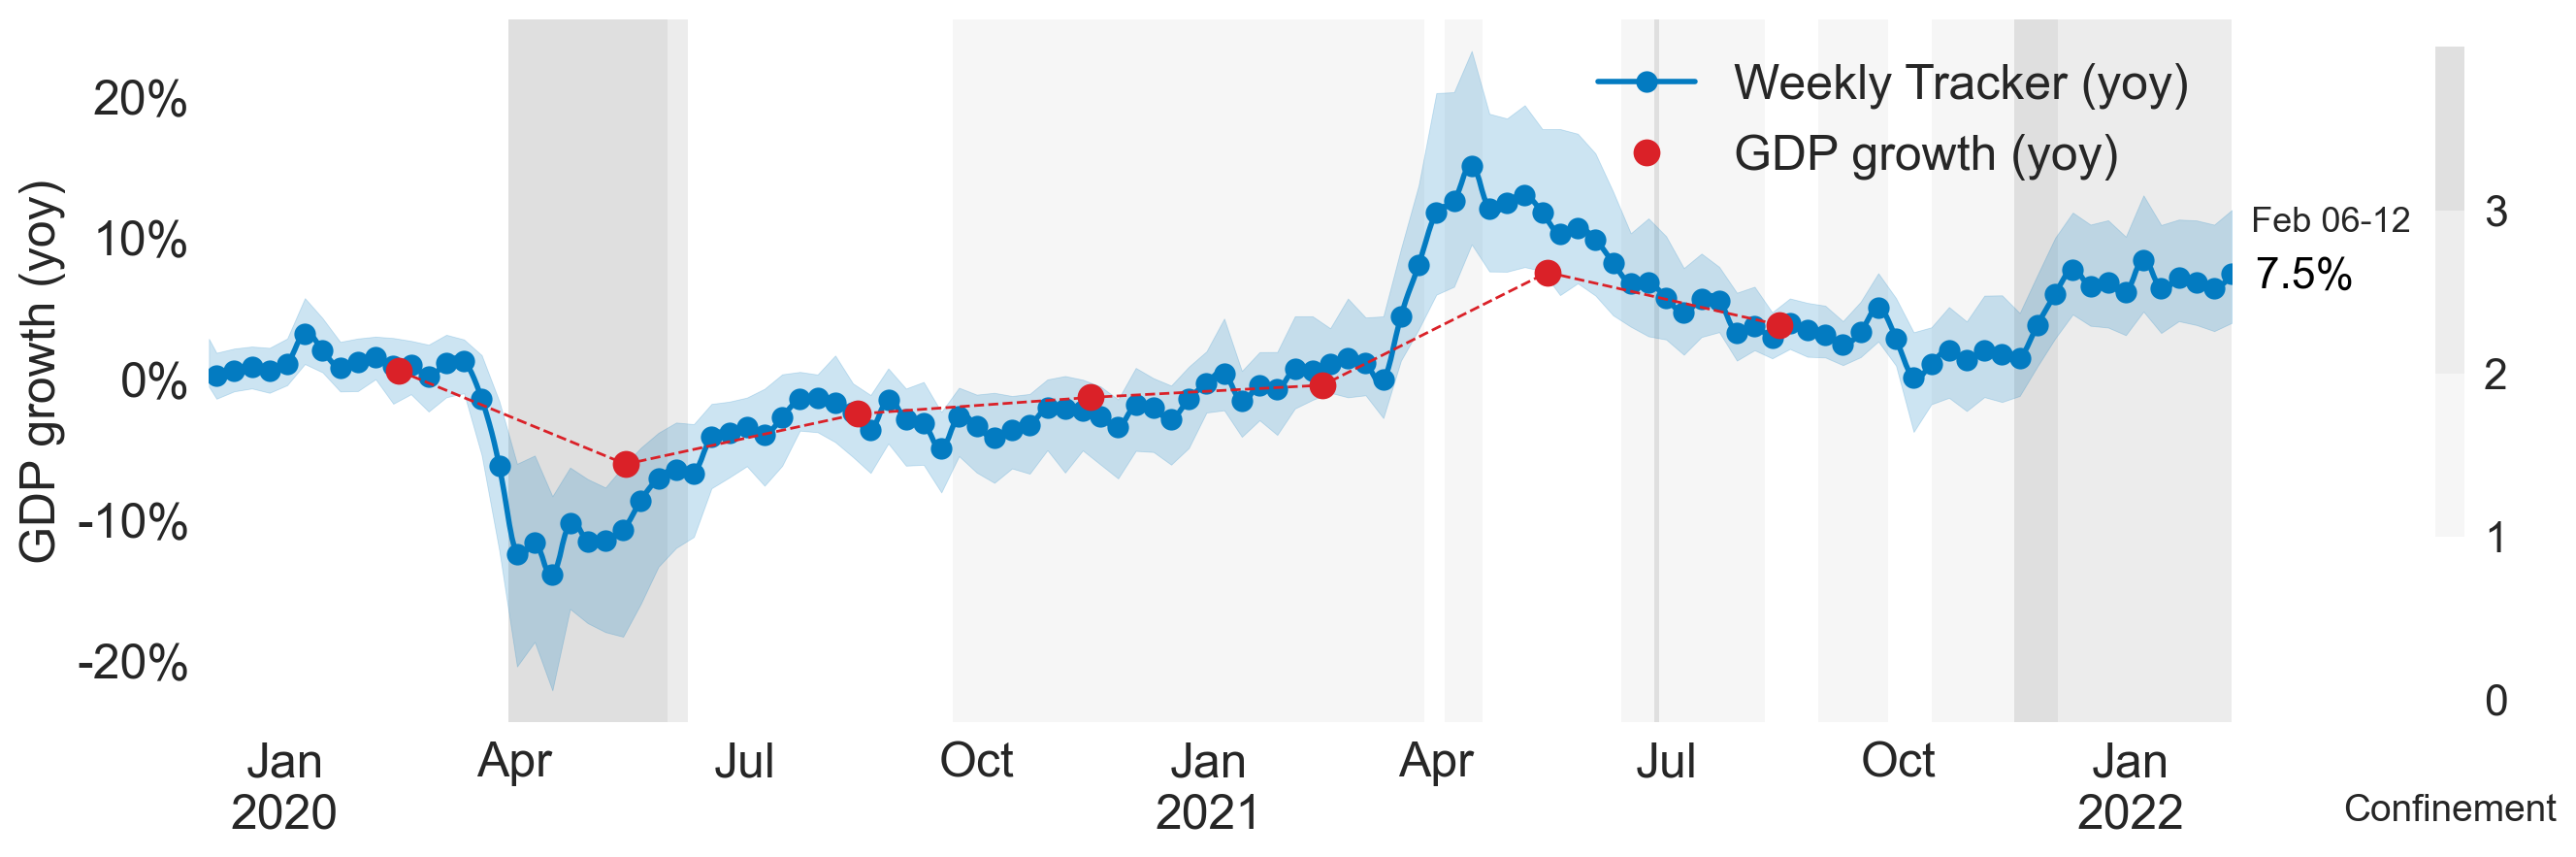 GDP growth (yoy)
20%
10%
0%
-10%
-20%
Weekly Tracker (yoy)
GDP growth (yoy)
Feb 06-12
7.5%
3
2
1
0
Confinement
Jan
2020
Apr
Jul
Oct
Jan
2021
Apr
Jul
Oct
Jan
2022